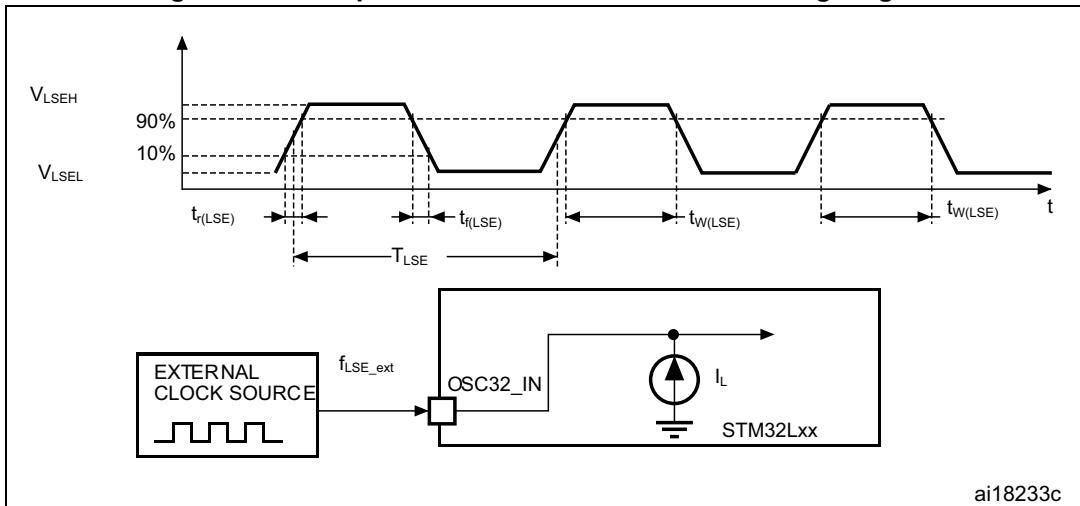 V_LSEH
90%
10%
V_LSEL
t_r(LSE)
t_f(LSE)
t_W(LSE)
t_W(LSE)
t
T_LSE
EXTERNAL
CLOCK SOURCE
f_LSE_ext
OSC32_IN
I_L
STM32Lxx
ai18233c